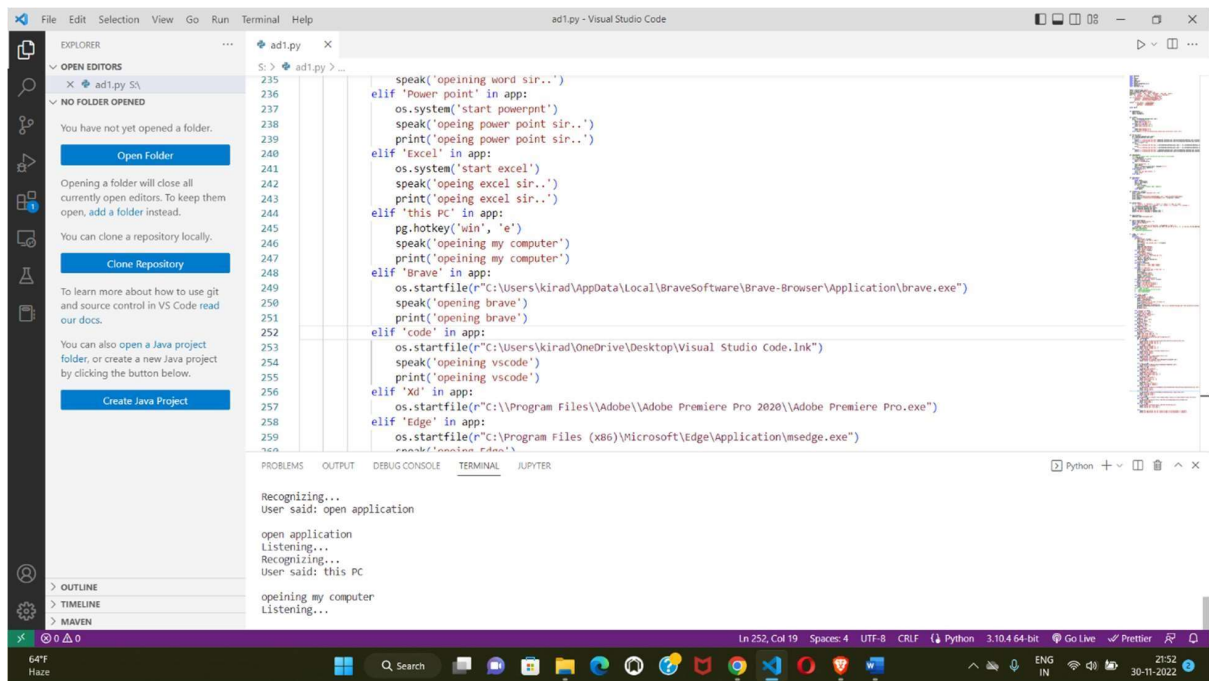 File Edit Selection View Go Run Terminal Help
ad1.py - Visual Studio Code
EXPLORER
OPEN EDITORS
ad1.py S:\
NO FOLDER OPENED
You have not yet opened a folder.
Open Folder
Opening a folder will close all
currently open editors. To keep them
open, add a folder instead.
You can clone a repository locally.
Clone Repository
To learn more about how to use git
and source control in VS Code read
our docs.
You can also open a Java project
folder, or create a new Java project
by clicking the button below.
Create Java Project
OUTLINE
TIMELINE
MAVEN
1
ad1.py
S: > ad1.py > ...
235 speak('opeining word sir..')
236 elif 'Power point' in app:
237 os.system('start powerpnt')
238 speak('opeing power point sir..')
239 print('opeing power point sir..')
240 elif 'Excel' in app:
241 os.system('start excel')
242 speak('opeing excel sir..')
243 print('opeing excel sir..')
244 elif 'this PC' in app:
245 pg.hotkey('win', 'e')
246 speak('opeining my computer')
247 print('opeining my computer')
248 elif 'Brave' in app:
249 os.startfile(r"C:\Users\kirad\AppData\Local\BraveSoftware\Brave-Browser\Application\brave.exe")
250 speak('opening brave')
251 print('opening brave')
252 elif 'code' in app:
253 os.startfile(r"C:\Users\kirad\OneDrive\Desktop\Visual Studio Code.lnk")
254 speak('opeining vscode')
255 print('opeining vscode')
256 elif 'Xd' in app:
257 os.startfile(r"C:\\Program Files\\Adobe\\Adobe Premiere Pro 2020\\Adobe Premiere Pro.exe")
258 elif 'Edge' in app:
259 os.startfile(r"C:\Program Files (x86)\Microsoft\Edge\Application\msedge.exe")
PROBLEMS OUTPUT DEBUG CONSOLE TERMINAL JUPYTER
Python
Recognizing...
User said: open application
open application
Listening...
Recognizing...
User said: this PC
opeining my computer
Listening...
0 0
Ln 252, Col 19 Spaces: 4 UTF-8 CRLF Python 3.10.4 64-bit Go Live Prettier
64°F
Haze
Search
ENG
IN
21:52
30-11-2022
2